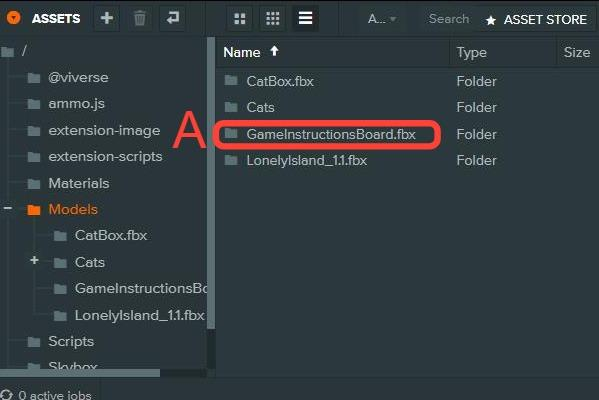 ASSETS
A...
Search
ASSET STORE
/
@viverse
ammo.js
extension-image
extension-scripts
Materials
Models
CatBox.fbx
Cats
GameInstructionsBo
LonelyIsland_1.1.fbx
Scripts
Skybox
0 active jobs
Name Type Size
CatBox.fbx Folder
Cats Folder
A GameInstructionsBoard.fbx Folder
LonelyIsland_1.1.fbx Folder